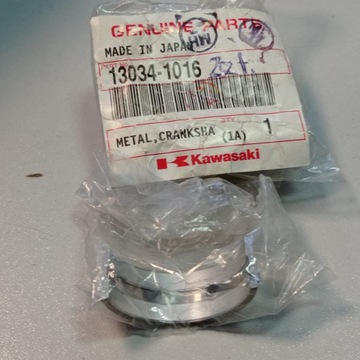 GENUINE PARTS
MADE IN JAPAN
13034-1016
METAL,CRANKSHA (1A) 1
Kawasaki